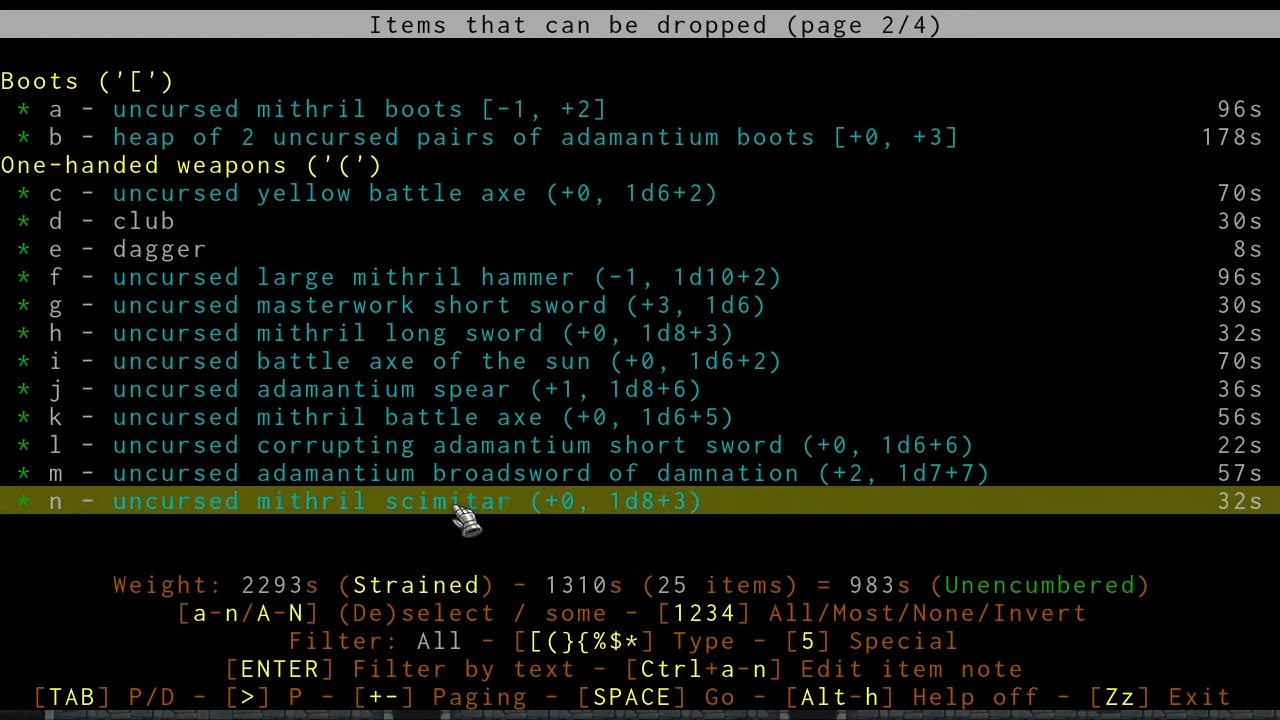 Items that can be dropped (page 2/4)
Boots ('[')
* a - uncursed mithril boots [-1, +2] 96s
* b - heap of 2 uncursed pairs of adamantium boots [+0, +3] 178s
One-handed weapons ('(')
* c - uncursed yellow battle axe (+0, 1d6+2) 70s
* d - club 30s
* e - dagger 8s
* f - uncursed large mithril hammer (-1, 1d10+2) 96s
* g - uncursed masterwork short sword (+3, 1d6) 30s
* h - uncursed mithril long sword (+0, 1d8+3) 32s
* i - uncursed battle axe of the sun (+0, 1d6+2) 70s
* j - uncursed adamantium spear (+1, 1d8+6) 36s
* k - uncursed mithril battle axe (+0, 1d6+5) 56s
* l - uncursed corrupting adamantium short sword (+0, 1d6+6) 22s
* m - uncursed adamantium broadsword of damnation (+2, 1d7+7) 57s
* n - uncursed mithril scimitar (+0, 1d8+3) 32s
Weight: 2293s (Strained) - 1310s (25 items) = 983s (Unencumbered)
[a-n/A-N] (De)select / some - [1234] All/Most/None/Invert
Filter: All - [[(}{%$*] Type - [5] Special
[ENTER] Filter by text - [Ctrl+a-n] Edit item note
[TAB] P/D - [>] P - [+-] Paging - [SPACE] Go - [Alt-h] Help off - [Zz] Exit